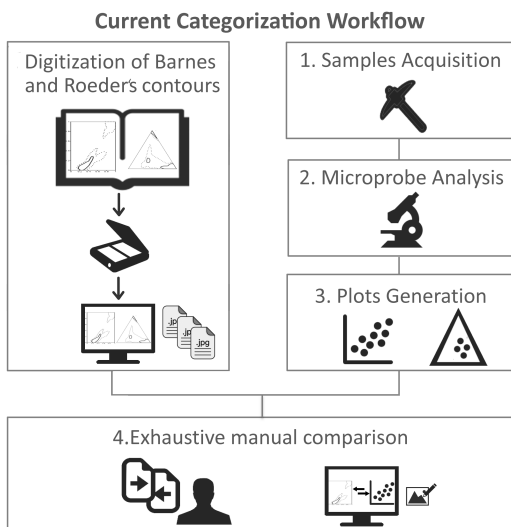 Current Categorization Workflow
Digitization of Barnes
and Roeder's contours
.jpg
1. Samples Acquisition
2. Microprobe Analysis
3. Plots Generation
4.Exhaustive manual comparison